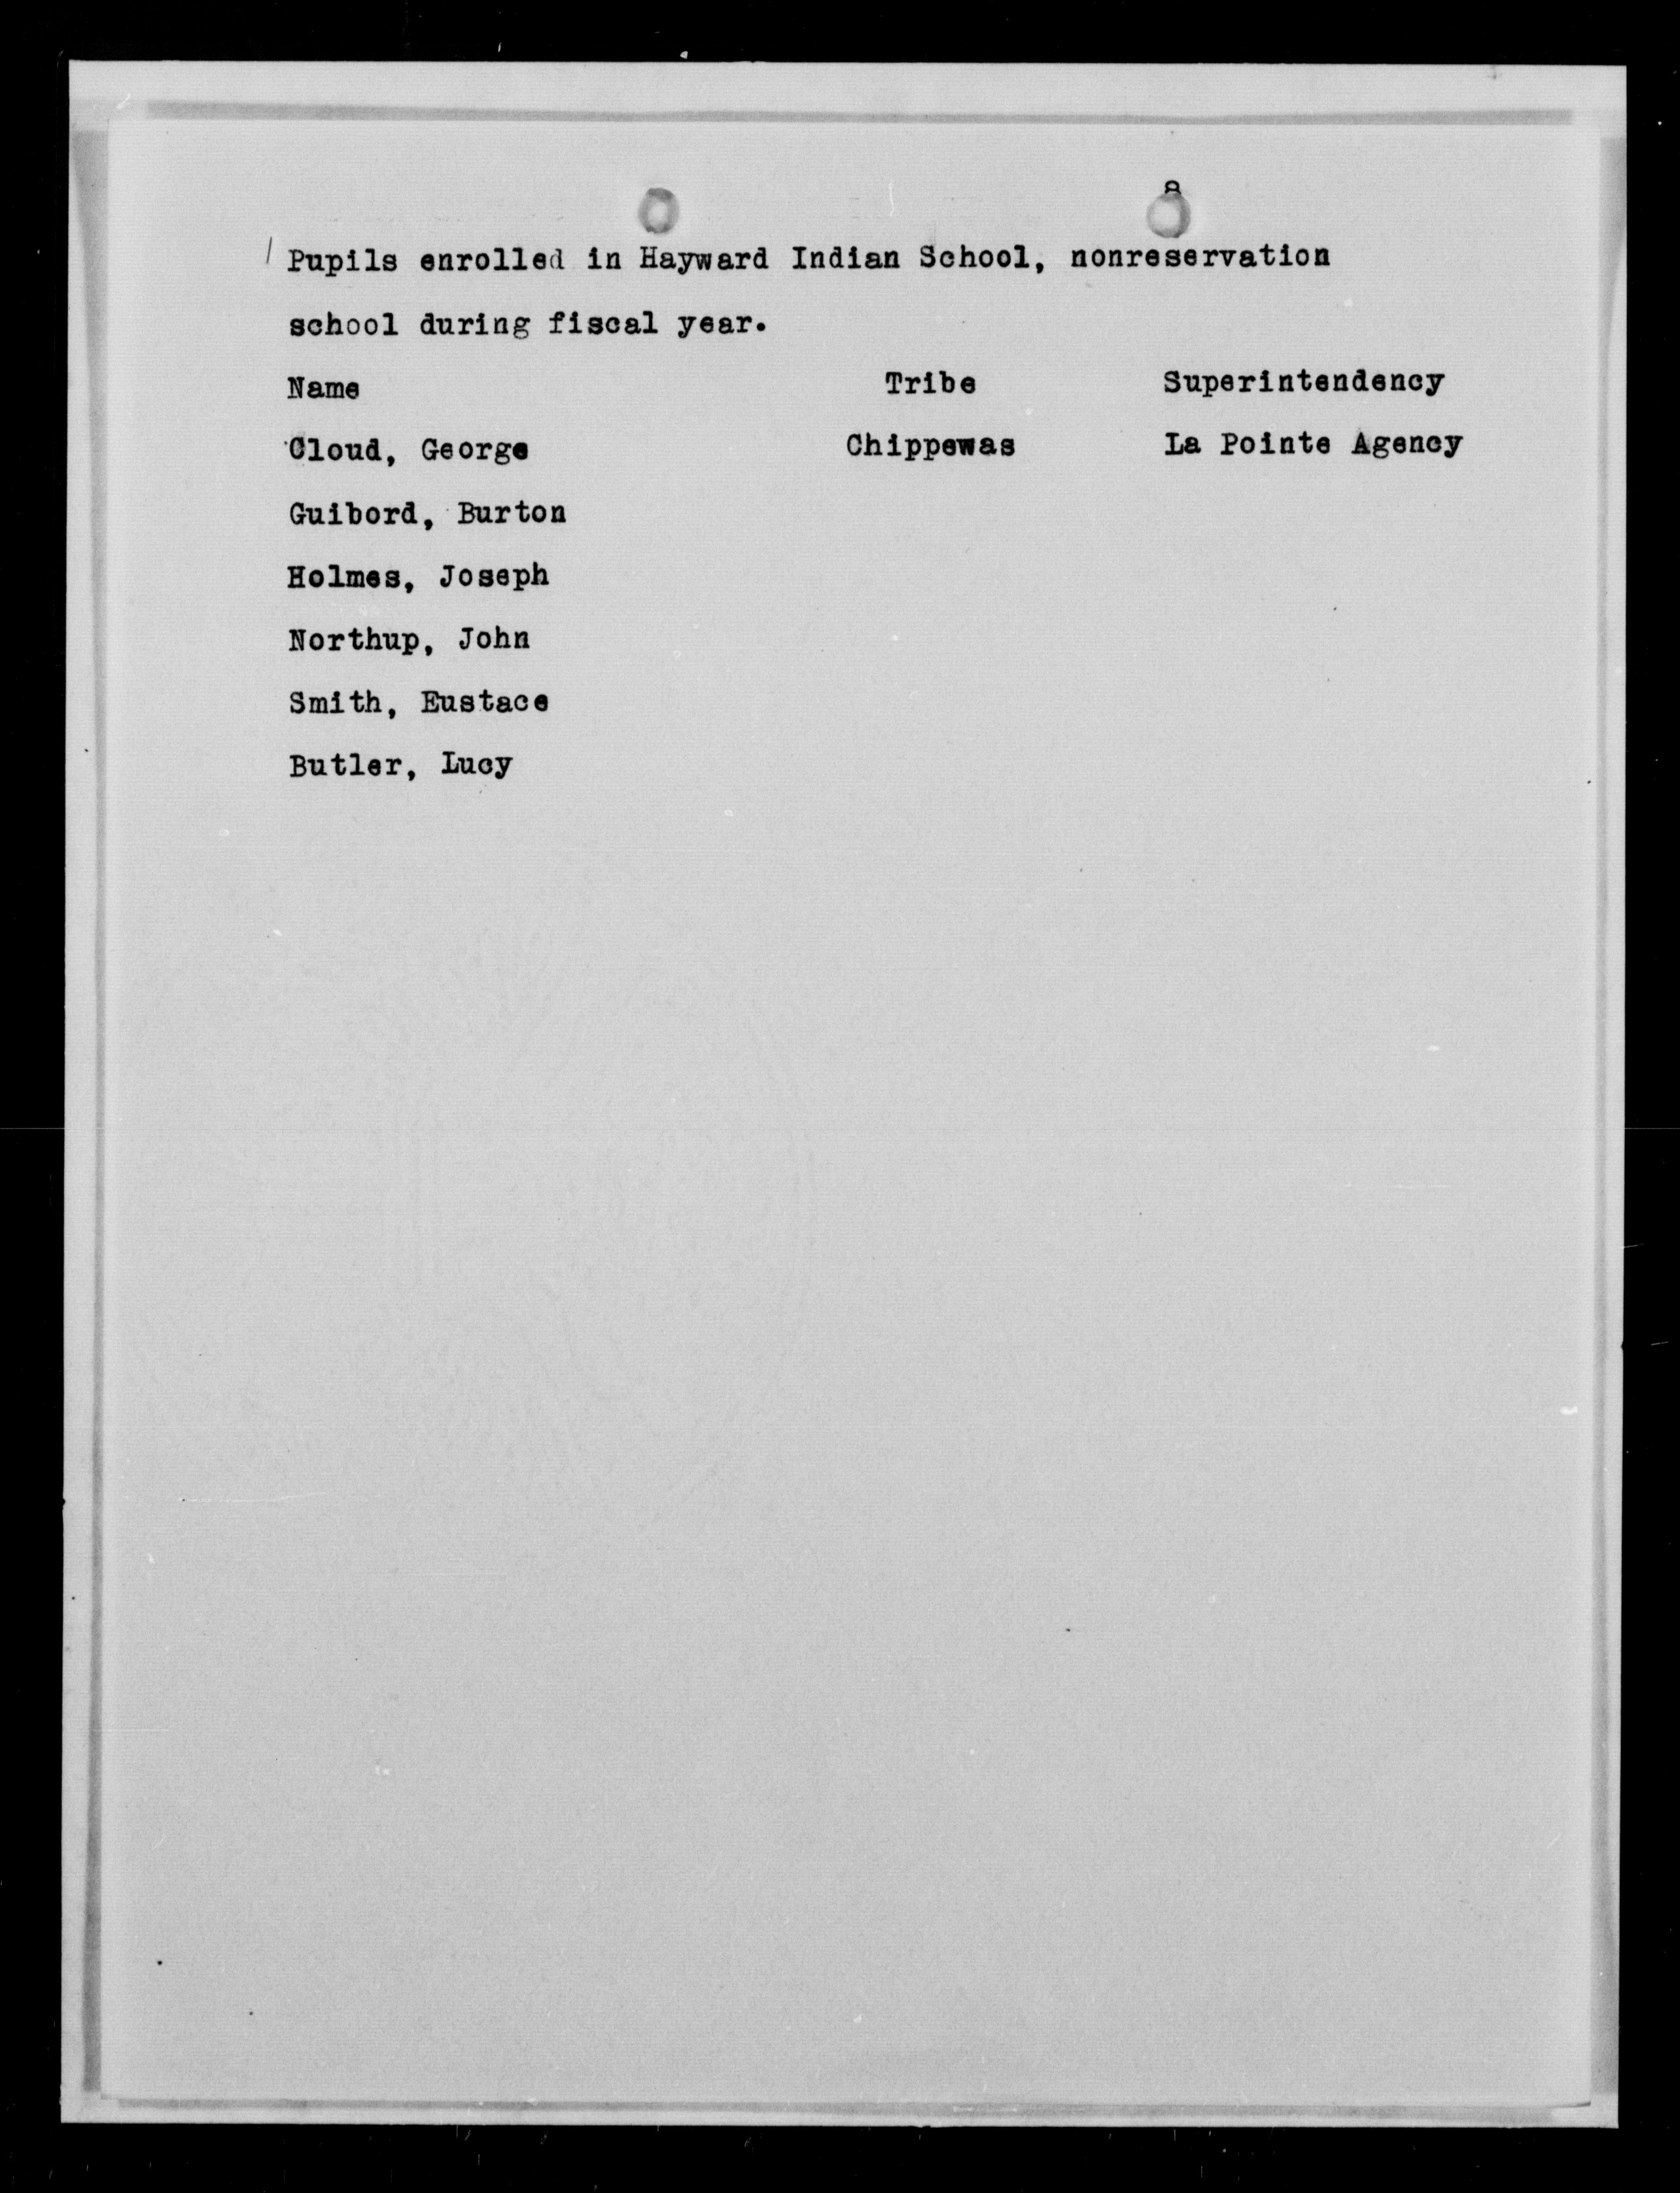 8
Pupils enrolled in Hayward Indian School, nonreservation
school during fiscal year.
Name Tribe Superintendency
Cloud, George Chippewas La Pointe Agency
Guibord, Burton
Holmes, Joseph
Northup, John
Smith, Eustace
Butler, Lucy